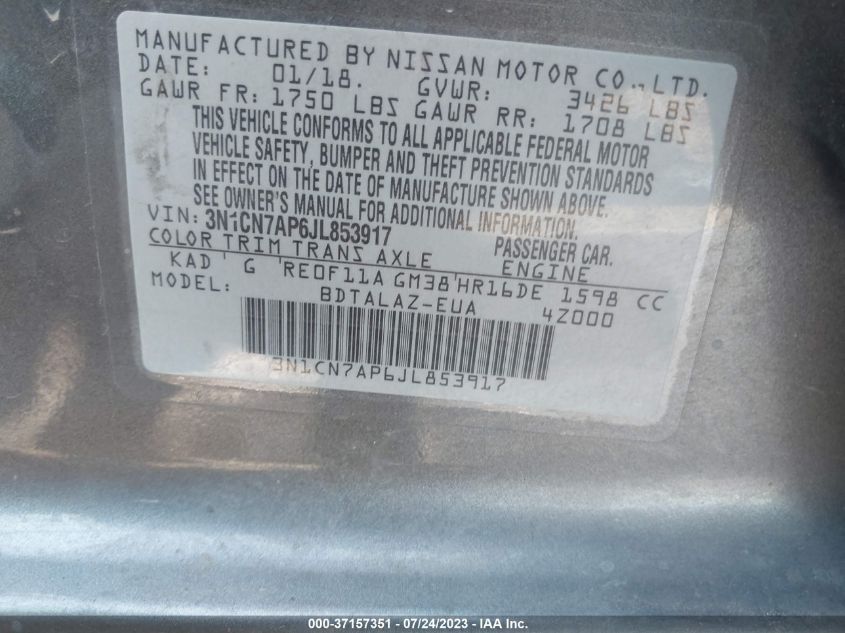 MANUFACTURED BY NISSAN MOTOR CO., LTD.
DATE: 01/18. GVWR: 3426 LBS
GAWR FR: 1750 LBS GAWR RR: 1708 LBS
THIS VEHICLE CONFORMS TO ALL APPLICABLE FEDERAL MOTOR
VEHICLE SAFETY, BUMPER AND THEFT PREVENTION STANDARDS
IN EFFECT ON THE DATE OF MANUFACTURE SHOWN ABOVE.
SEE OWNER'S MANUAL FOR ADDITIONAL INFORMATION.
VIN: 3N1CN7AP6JL853917 PASSENGER CAR.
COLOR TRIM TRANS AXLE ENGINE
KAD ' G 'RE0F11A GM38'HR16DE 1598 CC
MODEL: BDTALAZ-EUA 4Z000
3N1CN7AP6JL853917
000-37157351 - 07/24/2023 - IAA Inc.